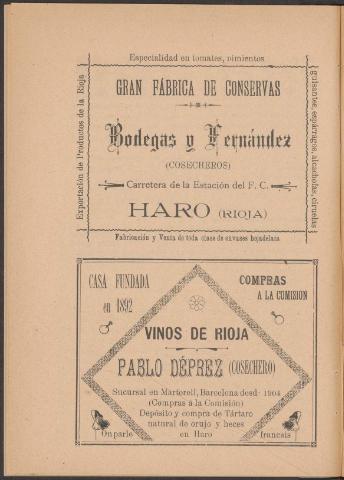 Especialidad en tomates, pimientos
guisantes, espárragos, alcachofas, ciruelas
Exportación de Productos de la Rioja
GRAN FÁBRICA DE CONSERVAS
Bodegas y Fernández
(COSECHEROS)
Carretera de la Estación del F. C.
HARO (RIOJA)
Fabricación y Venta de toda clase de envases hojadelata
CASA FUNDADA
en 1892
COMPRAS
A LA COMISION
VINOS DE RIOJA
PABLO DÉPREZ (COSECHERO)
Sucursal en Martorell, Barcelona desd· 1904
(Compras á la Comisión)
Depósito y compra de Tártaro
natural de orujo y heces
en Haro
On parle
francais